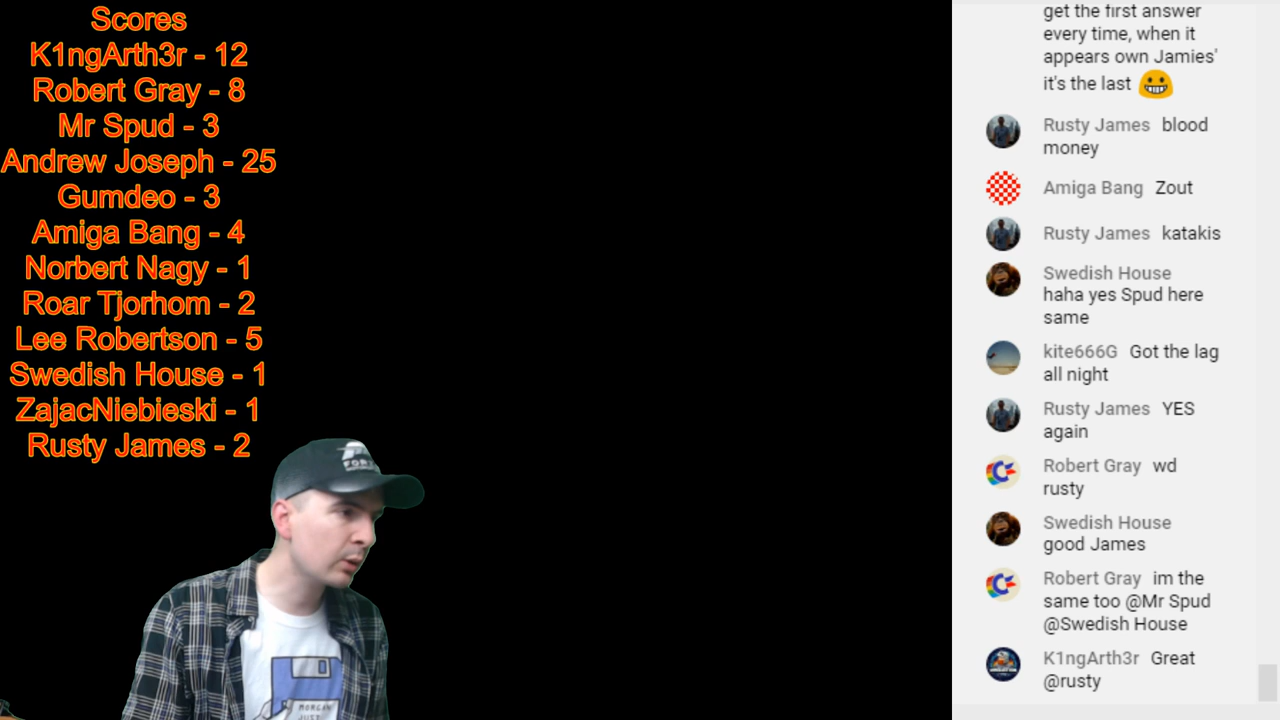 Scores
K1ngArth3r - 12
Robert Gray - 8
Mr Spud - 3
Andrew Joseph - 25
Gumdeo - 3
Amiga Bang - 4
Norbert Nagy - 1
Roar Tjorhom - 2
Lee Robertson - 5
Swedish House - 1
ZajacNiebieski - 1
Rusty James - 2
MORGAN
JUST
get the first answer
every time, when it
appears own Jamies'
it's the last
Rusty James blood
money
Amiga Bang Zout
Rusty James katakis
Swedish House
haha yes Spud here
same
kite666G Got the lag
all night
Rusty James YES
again
Robert Gray wd
rusty
Swedish House
good James
Robert Gray im the
same too @Mr Spud
@Swedish House
K1ngArth3r Great
@rusty